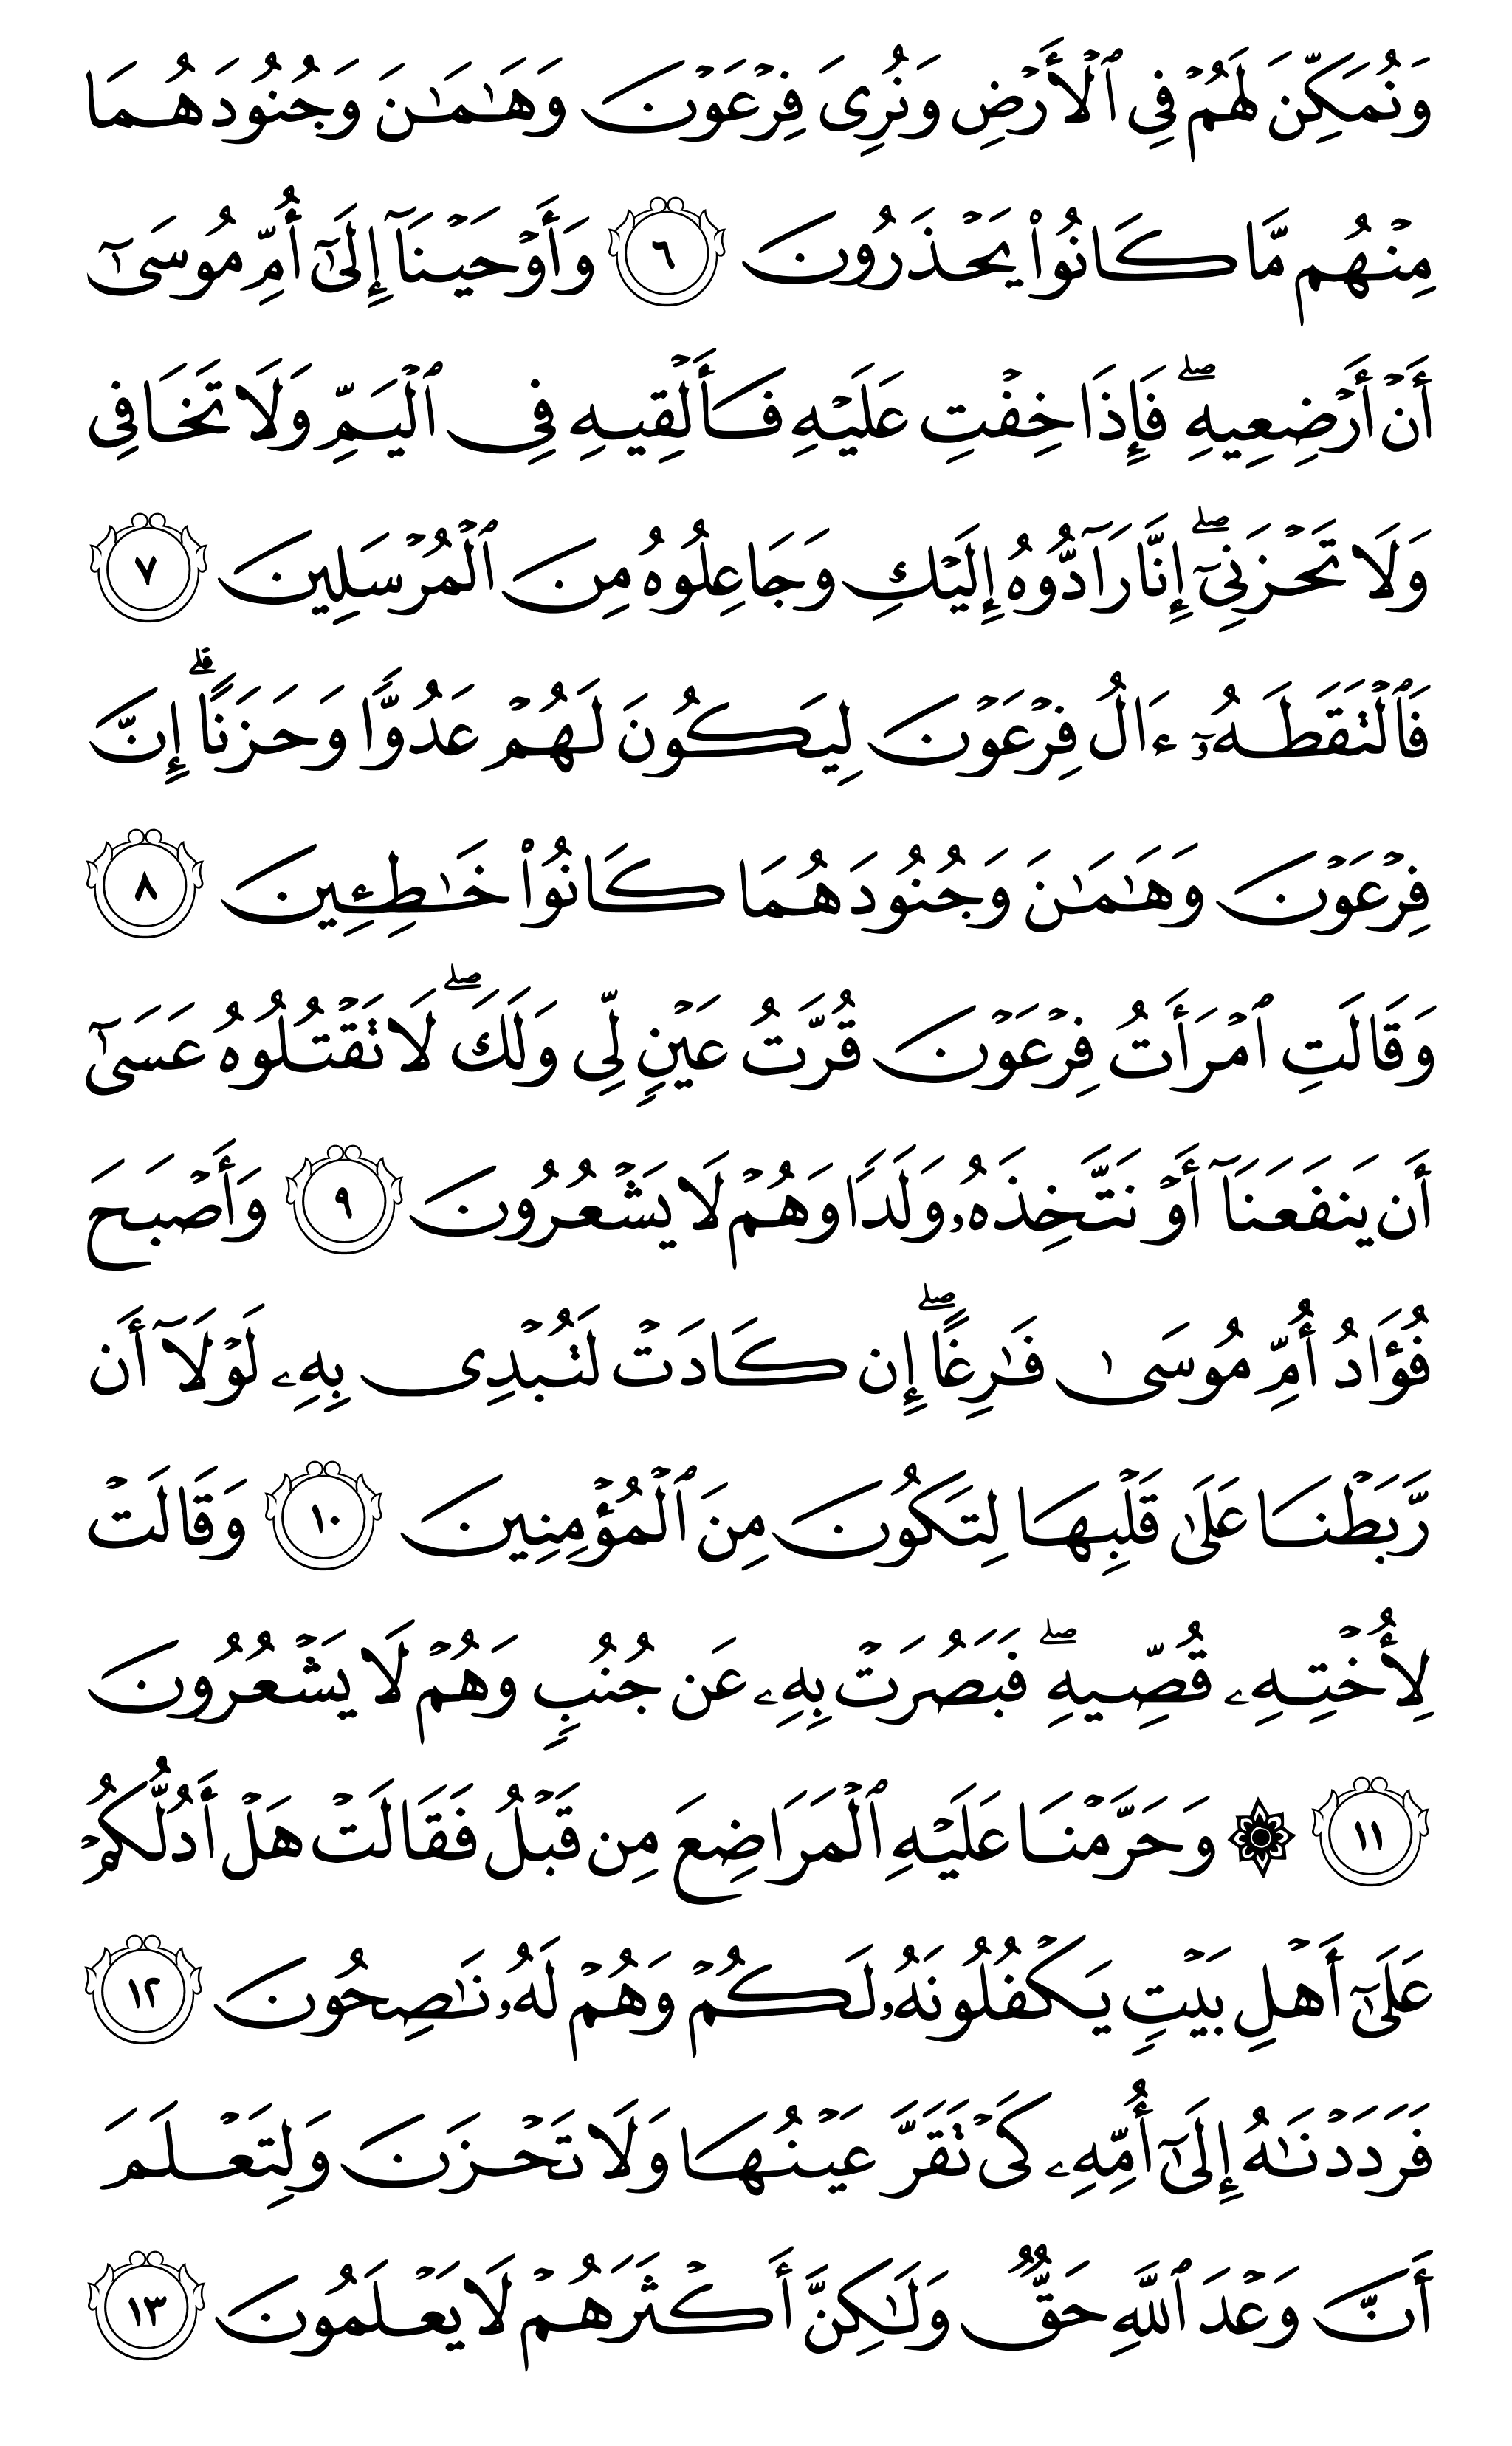 وَنُمَكِّنَ لَهُمۡ فِي ٱلۡأَرۡضِ وَنُرِيَ فِرۡعَوۡنَ وَهَٰمَٰنَ وَجُنُودَهُمَا
مِنۡهُم مَّا كَانُواْ يَحۡذَرُونَ ٦ وَأَوۡحَيۡنَآ إِلَىٰٓ أُمِّ مُوسَىٰٓ
أَنۡ أَرۡضِعِيهِۖ فَإِذَا خِفۡتِ عَلَيۡهِ فَأَلۡقِيهِ فِي ٱلۡيَمِّ وَلَا تَخَافِي
وَلَا تَحۡزَنِيٓۖ إِنَّا رَآدُّوهُ إِلَيۡكِ وَجَاعِلُوهُ مِنَ ٱلۡمُرۡسَلِينَ ٧
فَٱلۡتَقَطَهُۥٓ ءَالُ فِرۡعَوۡنَ لِيَكُونَ لَهُمۡ عَدُوّٗا وَحَزَنًاۗ إِنَّ
فِرۡعَوۡنَ وَهَٰمَٰنَ وَجُنُودَهُمَا كَانُواْ خَٰطِـِٔينَ ٨
وَقَالَتِ ٱمۡرَأَتُ فِرۡعَوۡنَ قُرَّتُ عَيۡنٖ لِّي وَلَكَۖ لَا تَقۡتُلُوهُ عَسَىٰٓ
أَن يَنفَعَنَآ أَوۡ نَتَّخِذَهُۥ وَلَدٗا وَهُمۡ لَا يَشۡعُرُونَ ٩ وَأَصۡبَحَ
فُؤَادُ أُمِّ مُوسَىٰ فَٰرِغًاۖ إِن كَادَتۡ لَتُبۡدِي بِهِۦ لَوۡلَآ أَن
رَّبَطۡنَا عَلَىٰ قَلۡبِهَا لِتَكُونَ مِنَ ٱلۡمُؤۡمِنِينَ ١٠ وَقَالَتۡ
لِأُخۡتِهِۦ قُصِّيهِۖ فَبَصُرَتۡ بِهِۦ عَن جُنُبٖ وَهُمۡ لَا يَشۡعُرُونَ
١١ ۞ وَحَرَّمۡنَا عَلَيۡهِ ٱلۡمَرَاضِعَ مِن قَبۡلُ فَقَالَتۡ هَلۡ أَدُلُّكُمۡ
عَلَىٰٓ أَهۡلِ بَيۡتٖ يَكۡفُلُونَهُۥ لَكُمۡ وَهُمۡ لَهُۥ نَٰصِحُونَ ١٢
فَرَدَدۡنَٰهُ إِلَىٰٓ أُمِّهِۦ كَيۡ تَقَرَّ عَيۡنُهَا وَلَا تَحۡزَنَ وَلِتَعۡلَمَ
أَنَّ وَعۡدَ ٱللَّهِ حَقّٞ وَلَٰكِنَّ أَكۡثَرَهُمۡ لَا يَعۡلَمُونَ ١٣